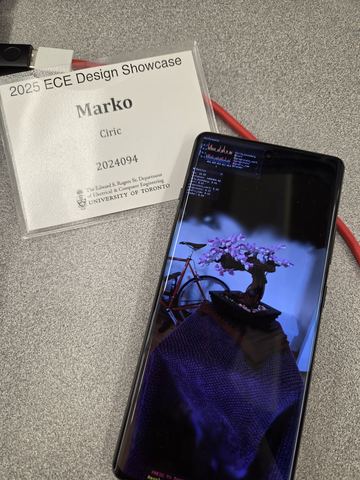 2025 ECE Design Showcase
Marko
Ciric
2024094
The Edward S. Rogers Sr. Department
of Electrical & Computer Engineering
UNIVERSITY OF TORONTO